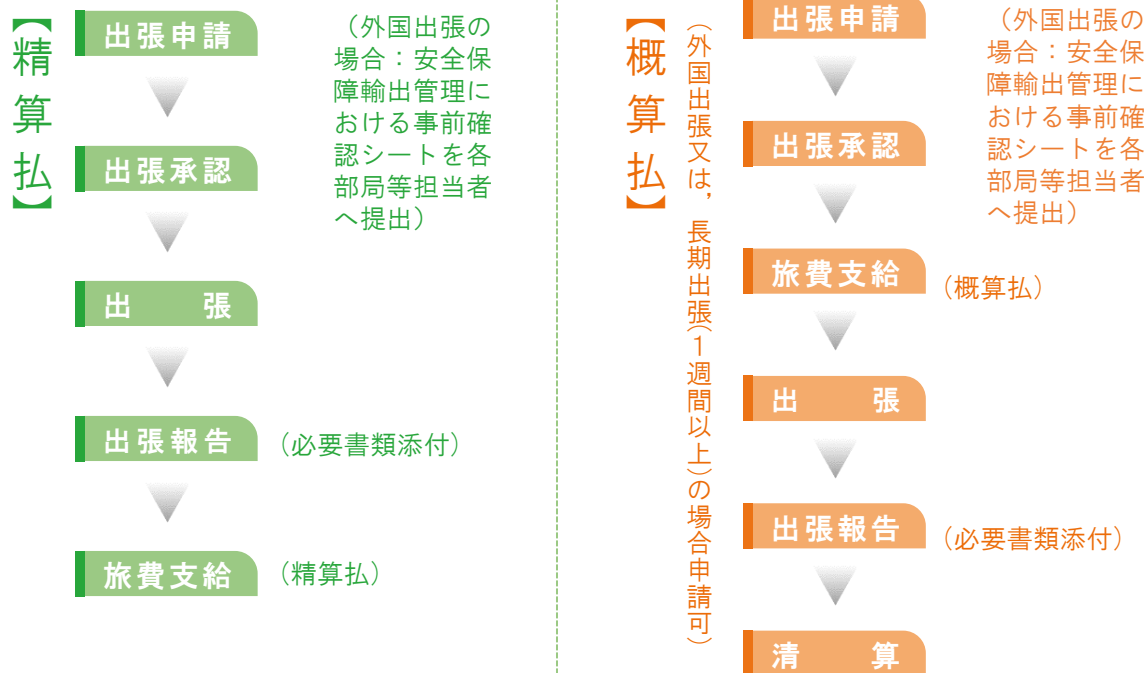 【精算払】
出張申請
（外国出張の
場合：安全保
障輸出管理に
おける事前確
認シートを各
部局等担当者
へ提出）
出張承認
出　　張
出張報告
（必要書類添付）
旅費支給
（精算払）
【概算払】
（外国出張又は，長期出張（１週間以上）の場合申請可）
出張申請
（外国出張の
場合：安全保
障輸出管理に
おける事前確
認シートを各
部局等担当者
へ提出）
出張承認
旅費支給
（概算払）
出　　張
出張報告
（必要書類添付）
清　　算